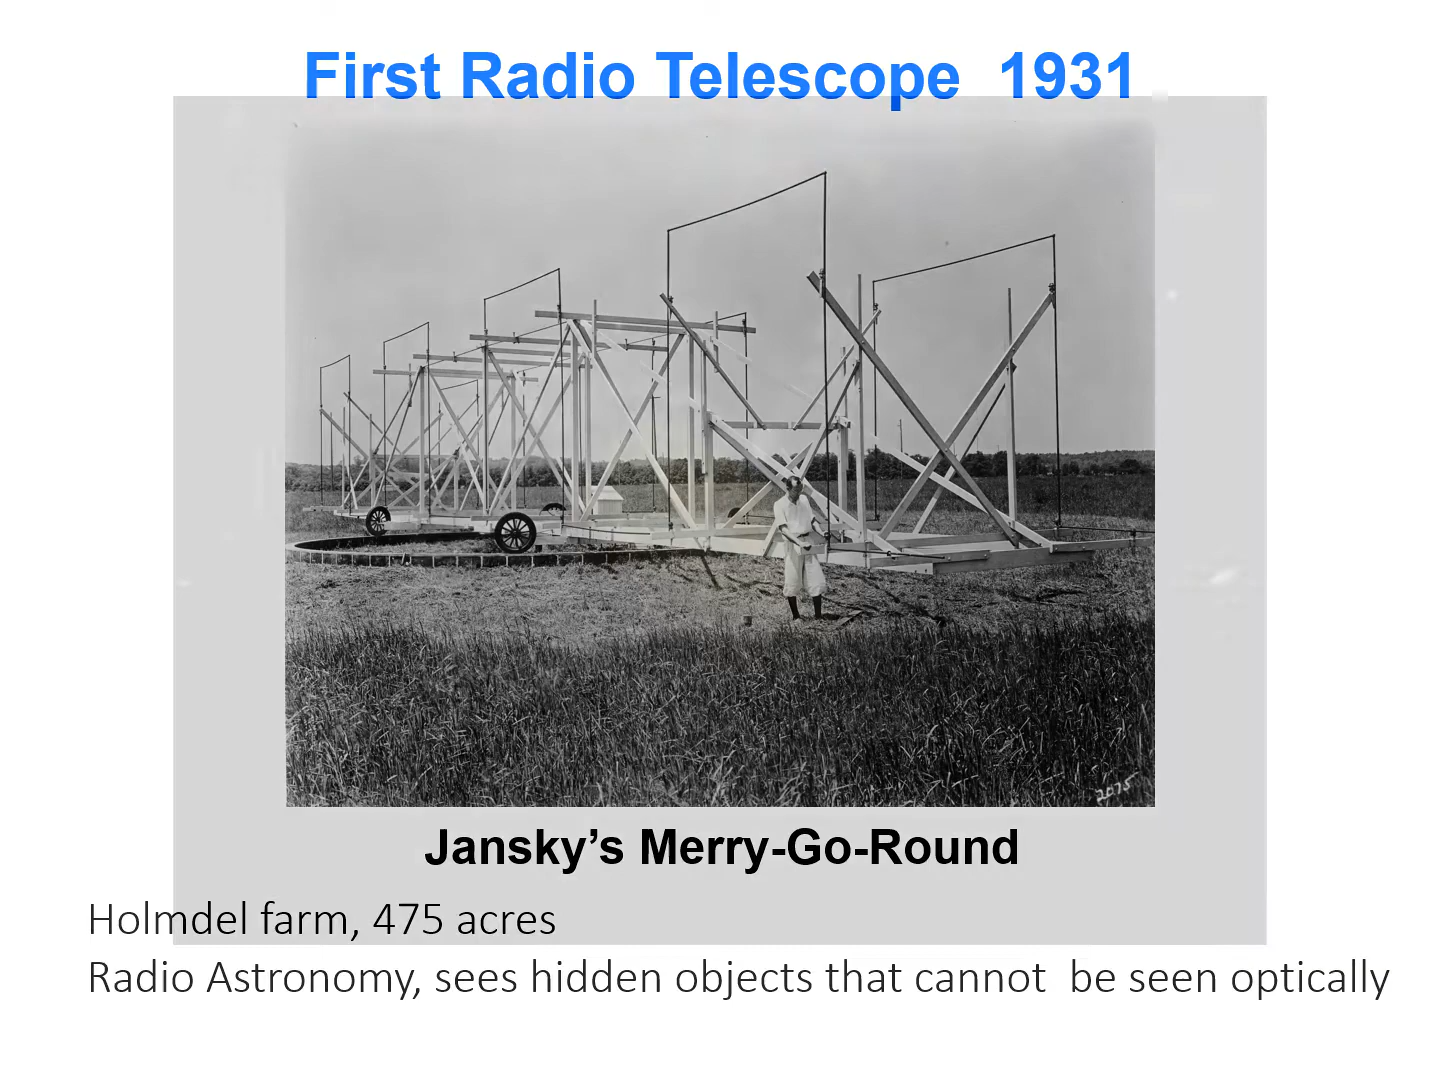 First Radio Telescope  1931
2075
Jansky's Merry-Go-Round
Holmdel farm, 475 acres
Radio Astronomy, sees hidden objects that cannot  be seen optically